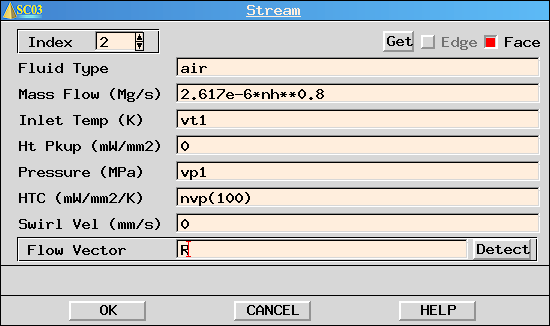 SC03 Stream
Index 2 Get Edge Face
Fluid Type air
Mass Flow (Mg/s) 2.617e-6*nh**0.8
Inlet Temp (K) vt1
Ht Pkup (mW/mm2) 0
Pressure (MPa) vp1
HTC (mW/mm2/K) nvp(100)
Swirl Vel (mm/s) 0
Flow Vector R Detect
OK CANCEL HELP